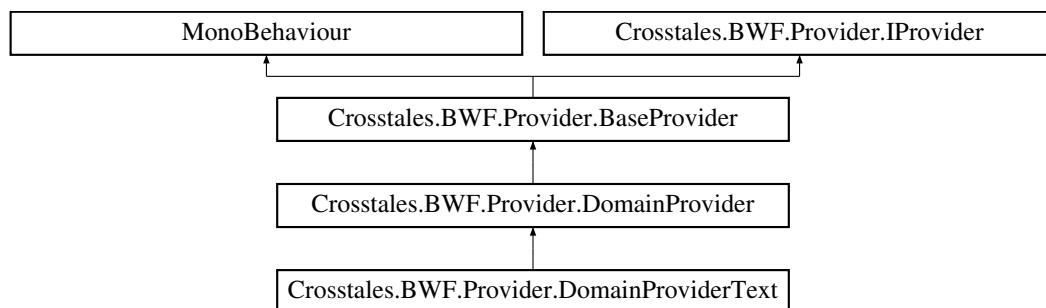 MonoBehaviour
Crosstales.BWF.Provider.IProvider
Crosstales.BWF.Provider.BaseProvider
Crosstales.BWF.Provider.DomainProvider
Crosstales.BWF.Provider.DomainProviderText